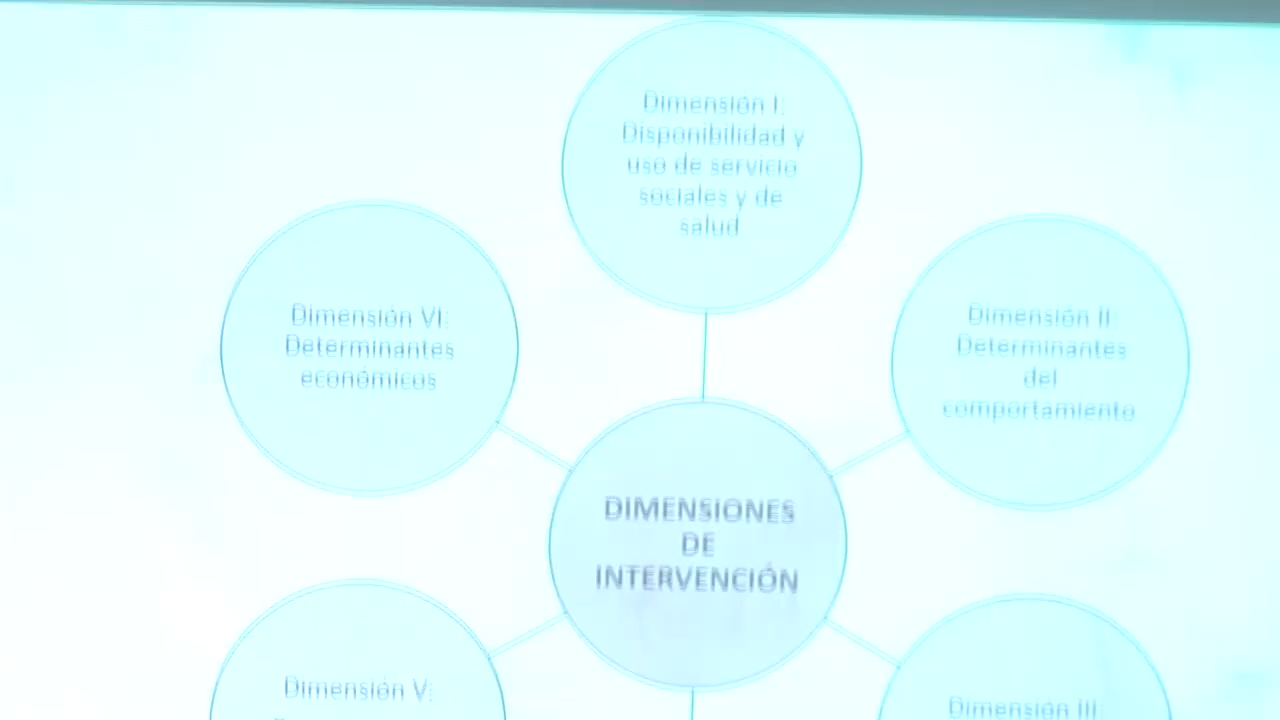 Dimensión I:
Disponibilidad y
uso de servicio
sociales y de
salud
Dimensión VI:
Determinantes
económicos
Dimensión II:
Determinantes
del
comportamiento
DIMENSIONES
DE
INTERVENCIÓN
Dimensión V:
Dimensión III: